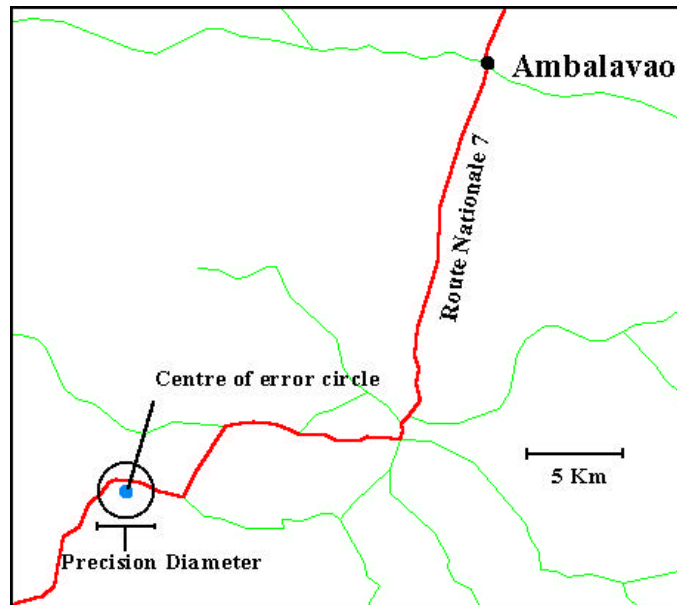 Ambalavao
Route Nationale 7
Centre of error circle
5 Km
Precision Diameter